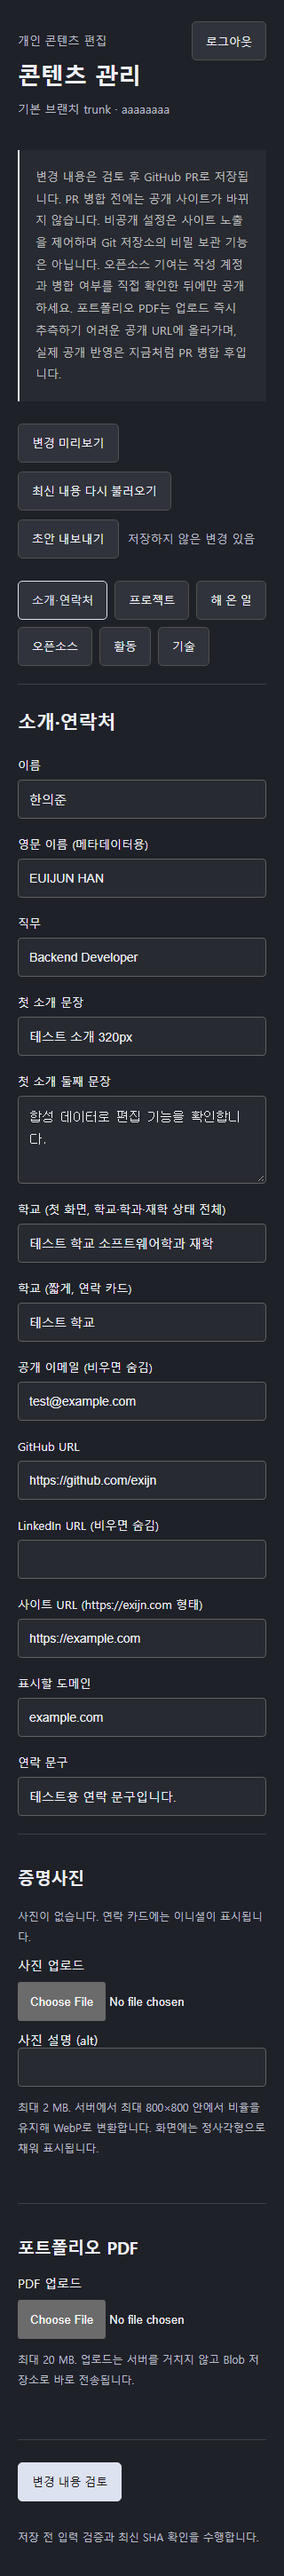 개인 콘텐츠 편집
로그아웃
콘텐츠 관리
기본 브랜치 trunk · aaaaaaaa
변경 내용은 검토 후 GitHub PR로 저장됩
니다. PR 병합 전에는 공개 사이트가 바뀌
지 않습니다. 비공개 설정은 사이트 노출
을 제어하며 Git 저장소의 비밀 보관 기능
은 아닙니다. 오픈소스 기여는 작성 계정
과 병합 여부를 직접 확인한 뒤에만 공개
하세요. 포트폴리오 PDF는 업로드 즉시
추측하기 어려운 공개 URL에 올라가며,
실제 공개 반영은 지금처럼 PR 병합 후입
니다.
변경 미리보기
최신 내용 다시 불러오기
초안 내보내기 저장하지 않은 변경 있음
소개·연락처 프로젝트 해 온 일
오픈소스 활동 기술
소개·연락처
이름
한의준
영문 이름 (메타데이터용)
EUIJUN HAN
직무
Backend Developer
첫 소개 문장
테스트 소개 320px
첫 소개 둘째 문장
합성 데이터로 편집 기능을 확인합니
다.
학교 (첫 화면, 학교·학과·재학 상태 전체)
테스트 학교 소프트웨어학과 재학
학교 (짧게, 연락 카드)
테스트 학교
공개 이메일 (비우면 숨김)
test@example.com
GitHub URL
https://github.com/exijn
LinkedIn URL (비우면 숨김)
사이트 URL (https://exijn.com 형태)
https://example.com
표시할 도메인
example.com
연락 문구
테스트용 연락 문구입니다.
증명사진
사진이 없습니다. 연락 카드에는 이니셜이 표시됩니
다.
사진 업로드
Choose File No file chosen
사진 설명 (alt)
최대 2 MB. 서버에서 최대 800×800 안에서 비율을
유지해 WebP로 변환합니다. 화면에는 정사각형으로
채워 표시됩니다.
포트폴리오 PDF
PDF 업로드
Choose File No file chosen
최대 20 MB. 업로드는 서버를 거치지 않고 Blob 저
장소로 바로 전송됩니다.
변경 내용 검토
저장 전 입력 검증과 최신 SHA 확인을 수행합니다.